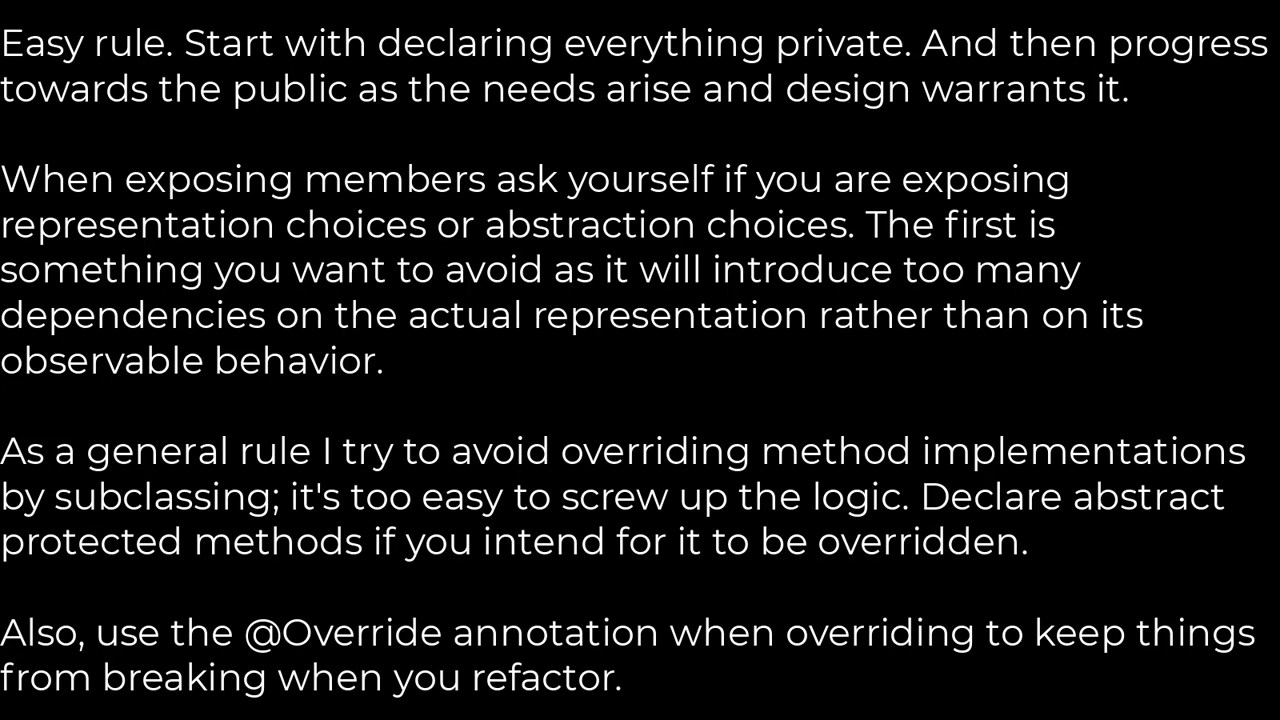 Easy rule. Start with declaring everything private. And then progress
towards the public as the needs arise and design warrants it.
When exposing members ask yourself if you are exposing
representation choices or abstraction choices. The first is
something you want to avoid as it will introduce too many
dependencies on the actual representation rather than on its
observable behavior.
As a general rule I try to avoid overriding method implementations
by subclassing; it's too easy to screw up the logic. Declare abstract
protected methods if you intend for it to be overridden.
Also, use the @Override annotation when overriding to keep things
from breaking when you refactor.